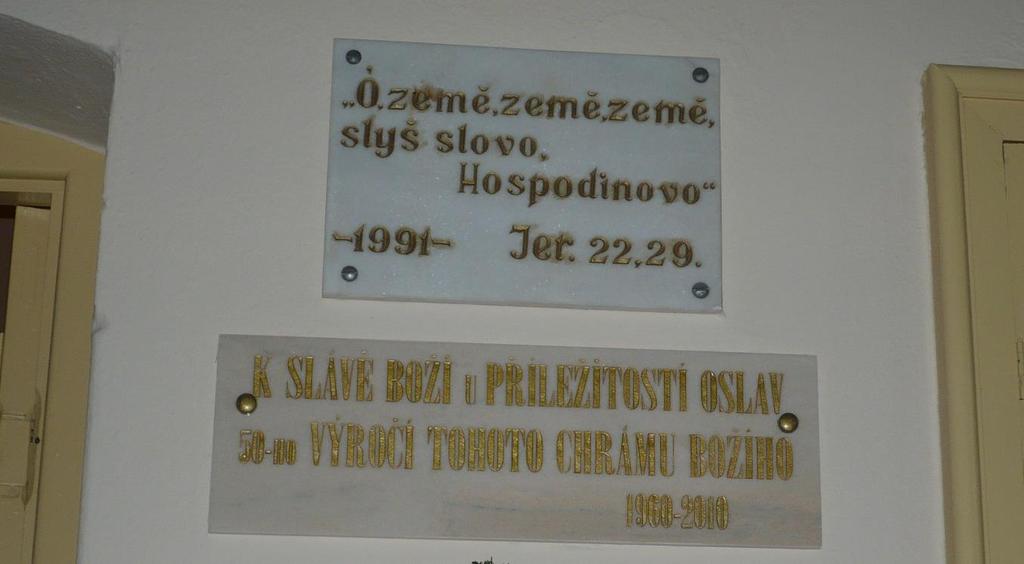 „Ó, země, země, země,
slyš slovo,
Hospodinovo“
-1991- Jer. 22,29.
K SLÁVĚ BOŽÍ U PŘÍLEŽITOSTÍ OSLAV
50-HO VÝROČÍ TOHOTO CHRÁMU BOŽÍHO
1960-2010